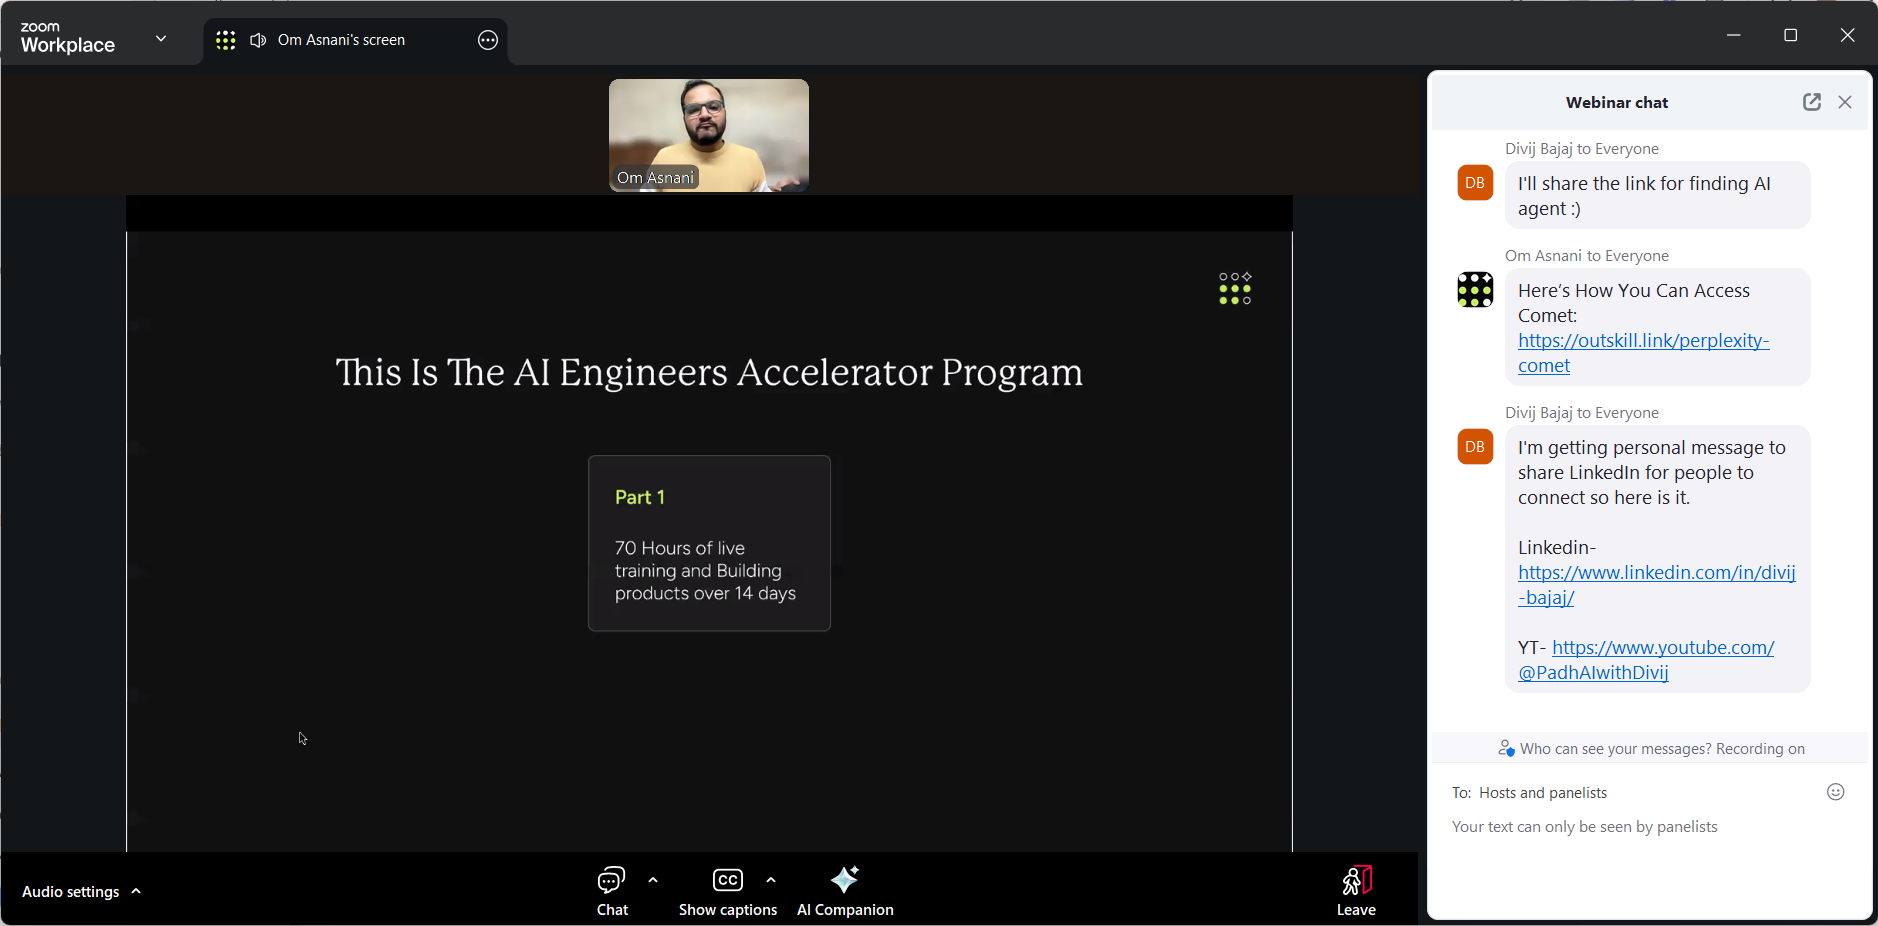 zoom
Workplace
Om Asnani's screen
Om Asnani
This Is The AI Engineers Accelerator Program
Part 1
70 Hours of live
training and Building
products over 14 days
Audio settings
Chat
CC
Show captions
AI Companion
Leave
Webinar chat
Divij Bajaj to Everyone
DB
I'll share the link for finding AI
agent :)
Om Asnani to Everyone
Here’s How You Can Access
Comet:
https://outskill.link/perplexity-
comet
Divij Bajaj to Everyone
DB
I'm getting personal message to
share LinkedIn for people to
connect so here is it.
Linkedin-
https://www.linkedin.com/in/divij
-bajaj/
YT- https://www.youtube.com/
@PadhAIwithDivij
Who can see your messages? Recording on
To: Hosts and panelists
Your text can only be seen by panelists